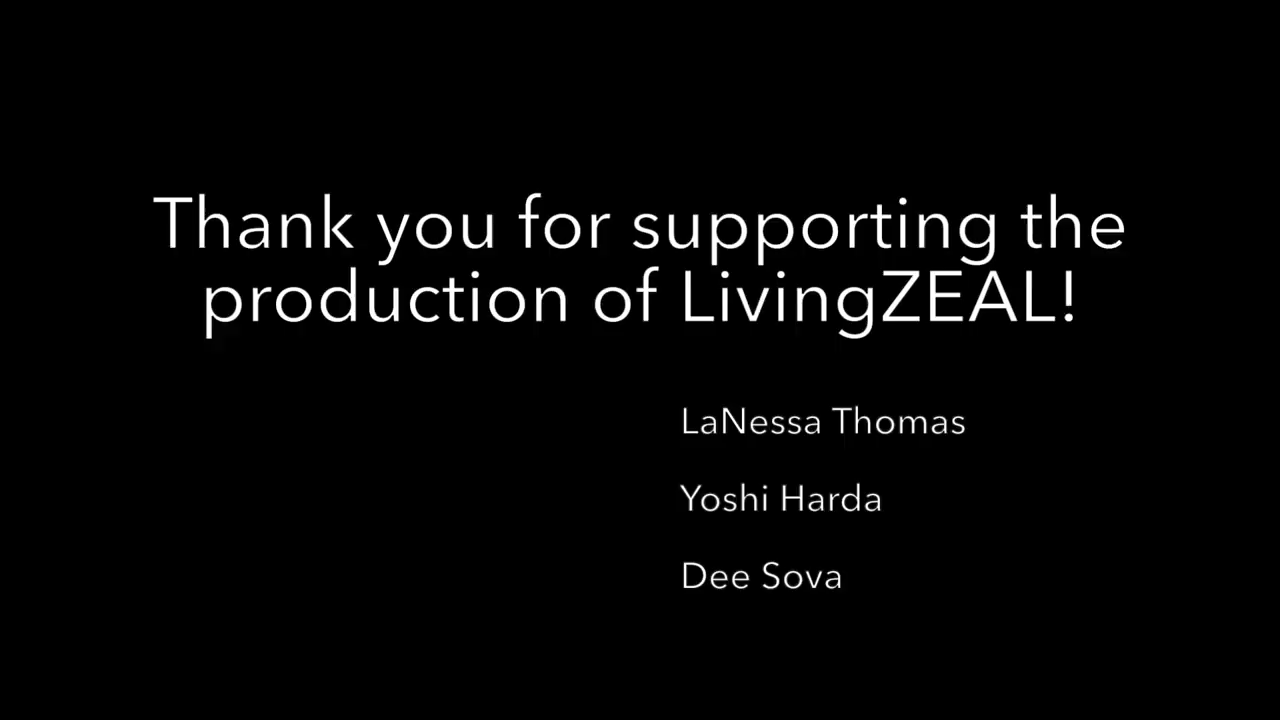 Thank you for supporting the
production of LivingZEAL!
LaNessa Thomas
Yoshi Harda
Dee Sova